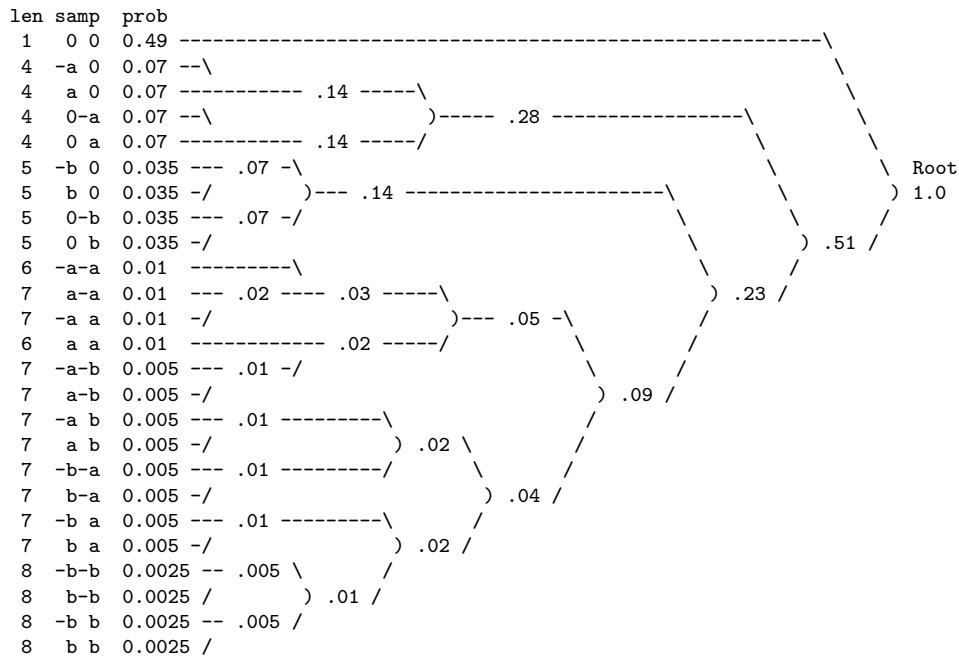 len samp  prob
 1   0 0  0.49 ---------------------------------------------------------\
 4  -a 0  0.07 --\                                                       \
 4   a 0  0.07 ----------- .14 -----\                                     \
 4   0-a  0.07 --\                   )----- .28 -----------------\         \
 4   0 a  0.07 ----------- .14 -----/                             \         \
 5  -b 0  0.035 --- .07 -\                                         \         \  Root
 5   b 0  0.035 -/        )--- .14 -----------------------\         \         ) 1.0
 5   0-b  0.035 --- .07 -/                                 \         \       /
 5   0 b  0.035 -/                                          \         ) .51 /
 6  -a-a  0.01  ---------\                                   \       /
 7   a-a  0.01  --- .02 ---- .03 -----\                       ) .23 /
 7  -a a  0.01  -/                     )--- .05 -\           /
 6   a a  0.01  ------------ .02 -----/           \         /
 7  -a-b  0.005 --- .01 -/                         \       /
 7   a-b  0.005 -/                                  ) .09 /
 7  -a b  0.005 --- .01 ---------\                 /
 7   a b  0.005 -/                ) .02 \         /
 7  -b-a  0.005 --- .01 ---------/       \       /
 7   b-a  0.005 -/                        ) .04 /
 7  -b a  0.005 --- .01 ---------\       /
 7   b a  0.005 -/                ) .02 /
 8  -b-b  0.0025 -- .005 \       /
 8   b-b  0.0025 /        ) .01 /
 8  -b b  0.0025 -- .005 /
 8   b b  0.0025 /